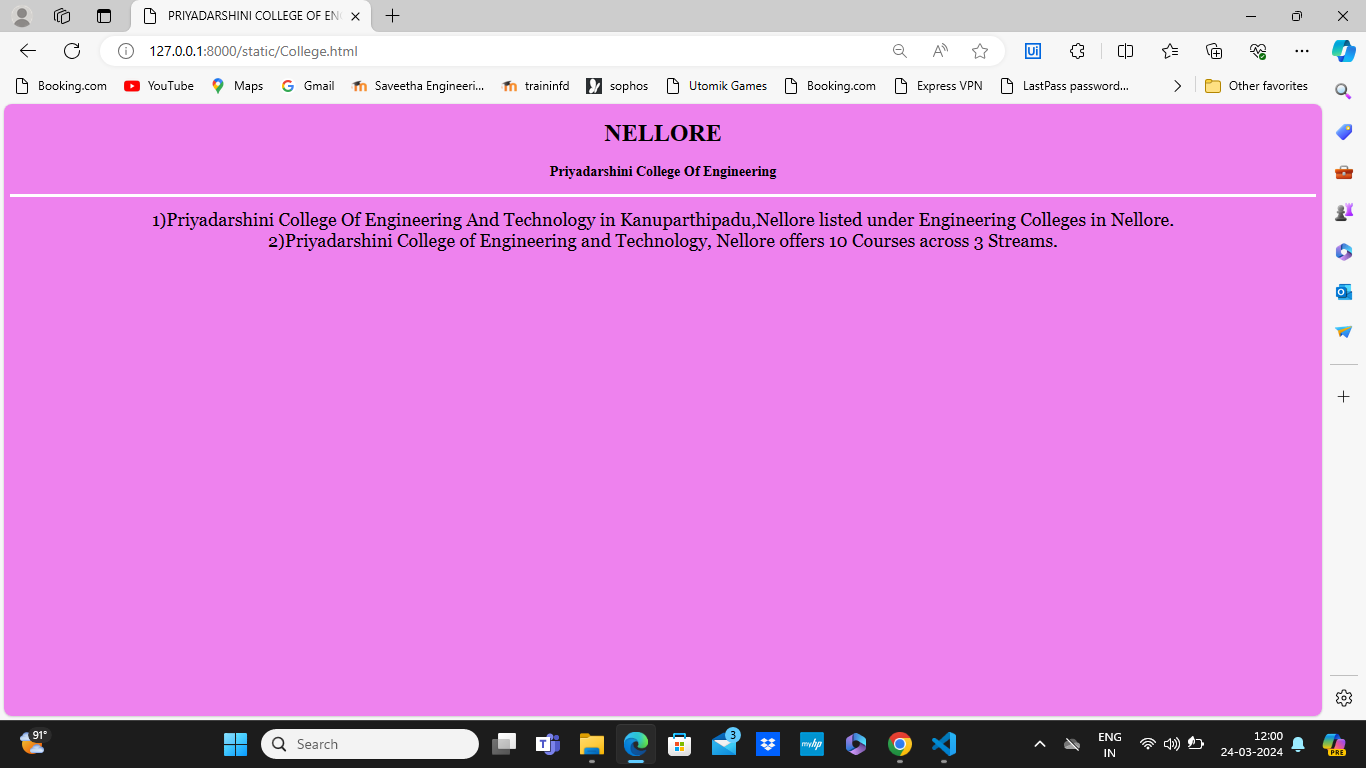 PRIYADARSHINI COLLEGE OF EN
127.0.0.1:8000/static/College.html
Booking.com YouTube Maps Gmail Saveetha Engineeri... traininfd sophos Utomik Games Booking.com Express VPN LastPass password... Other favorites
NELLORE
Priyadarshini College Of Engineering
1)Priyadarshini College Of Engineering And Technology in Kanuparthipadu,Nellore listed under Engineering Colleges in Nellore.
2)Priyadarshini College of Engineering and Technology, Nellore offers 10 Courses across 3 Streams.
91°
Search
3
ENG
IN
12:00
24-03-2024